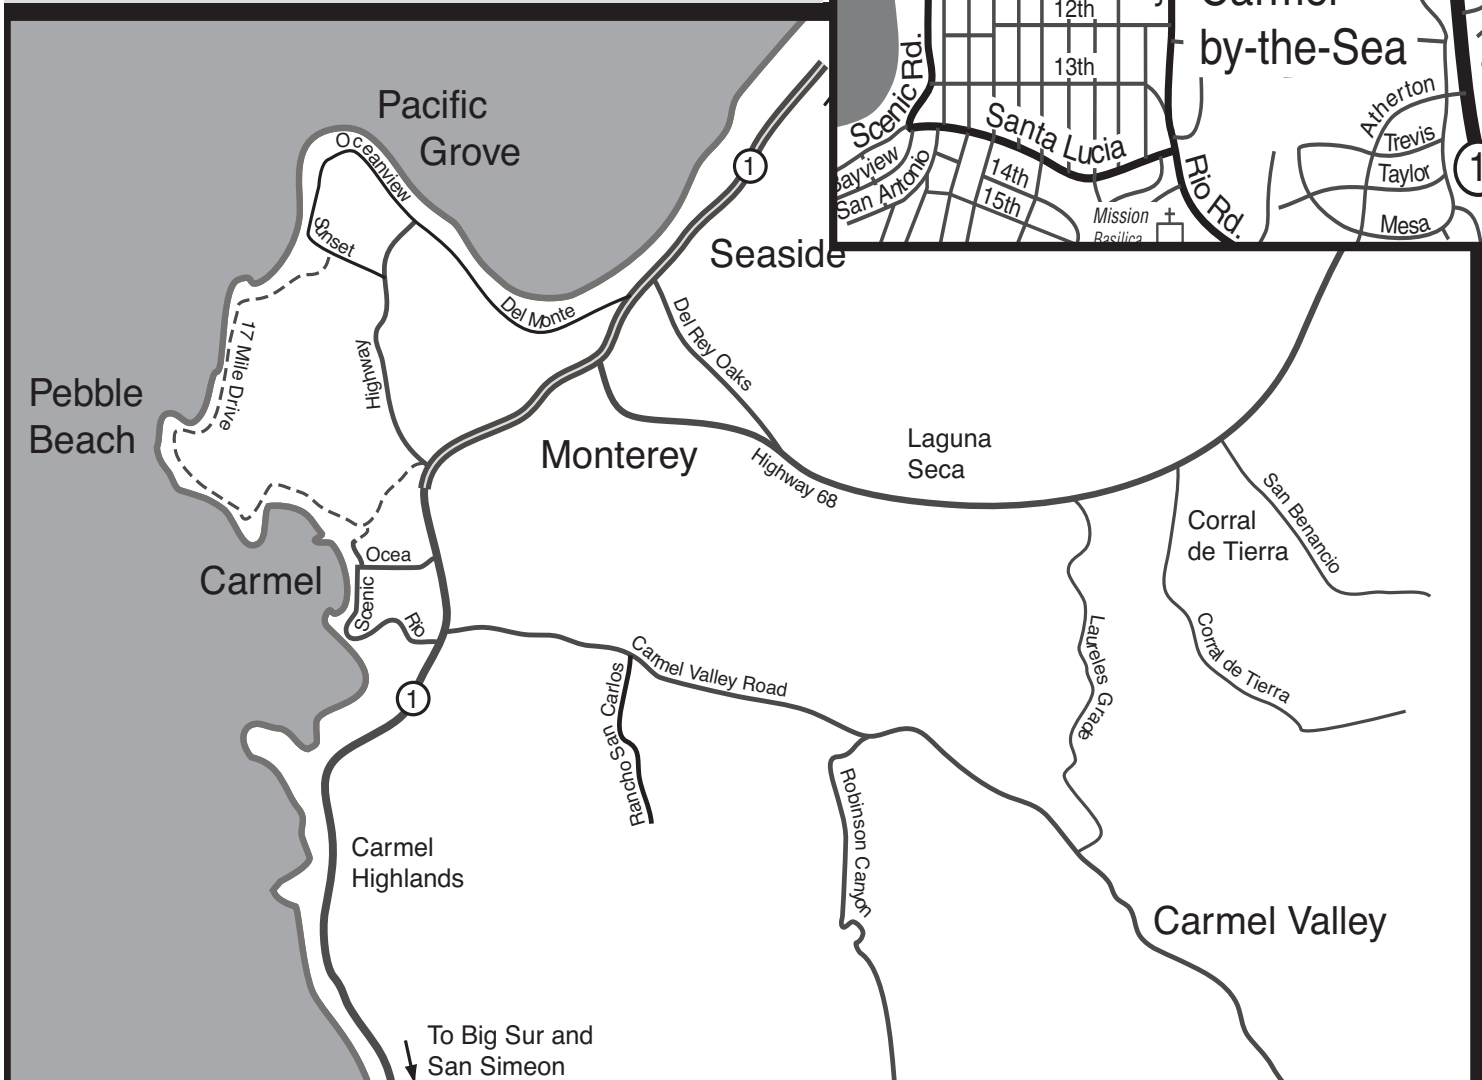 12th
by-the-Sea
13th
Scenic Rd.
Santa Lucia
Atherton
Trevis
Taylor
Mesa
1
San Antonio
14th
15th
Mission
Basilica
Rio Rd.
Pacific
Grove
Oceanview
Sunset
1
Seaside
Del Monte
Del Rey Oaks
17 Mile Drive
Highway
Pebble
Beach
Monterey
Highway 68
Laguna
Seca
San Benancio
Corral
de Tierra
Corral de Tierra
Laureles Grade
Carmel
Ocea
Scenic
Rio
1
Carmel Valley Road
Rancho San Carlos
Robinson Canyon
Carmel
Highlands
Carmel Valley
To Big Sur and
San Simeon